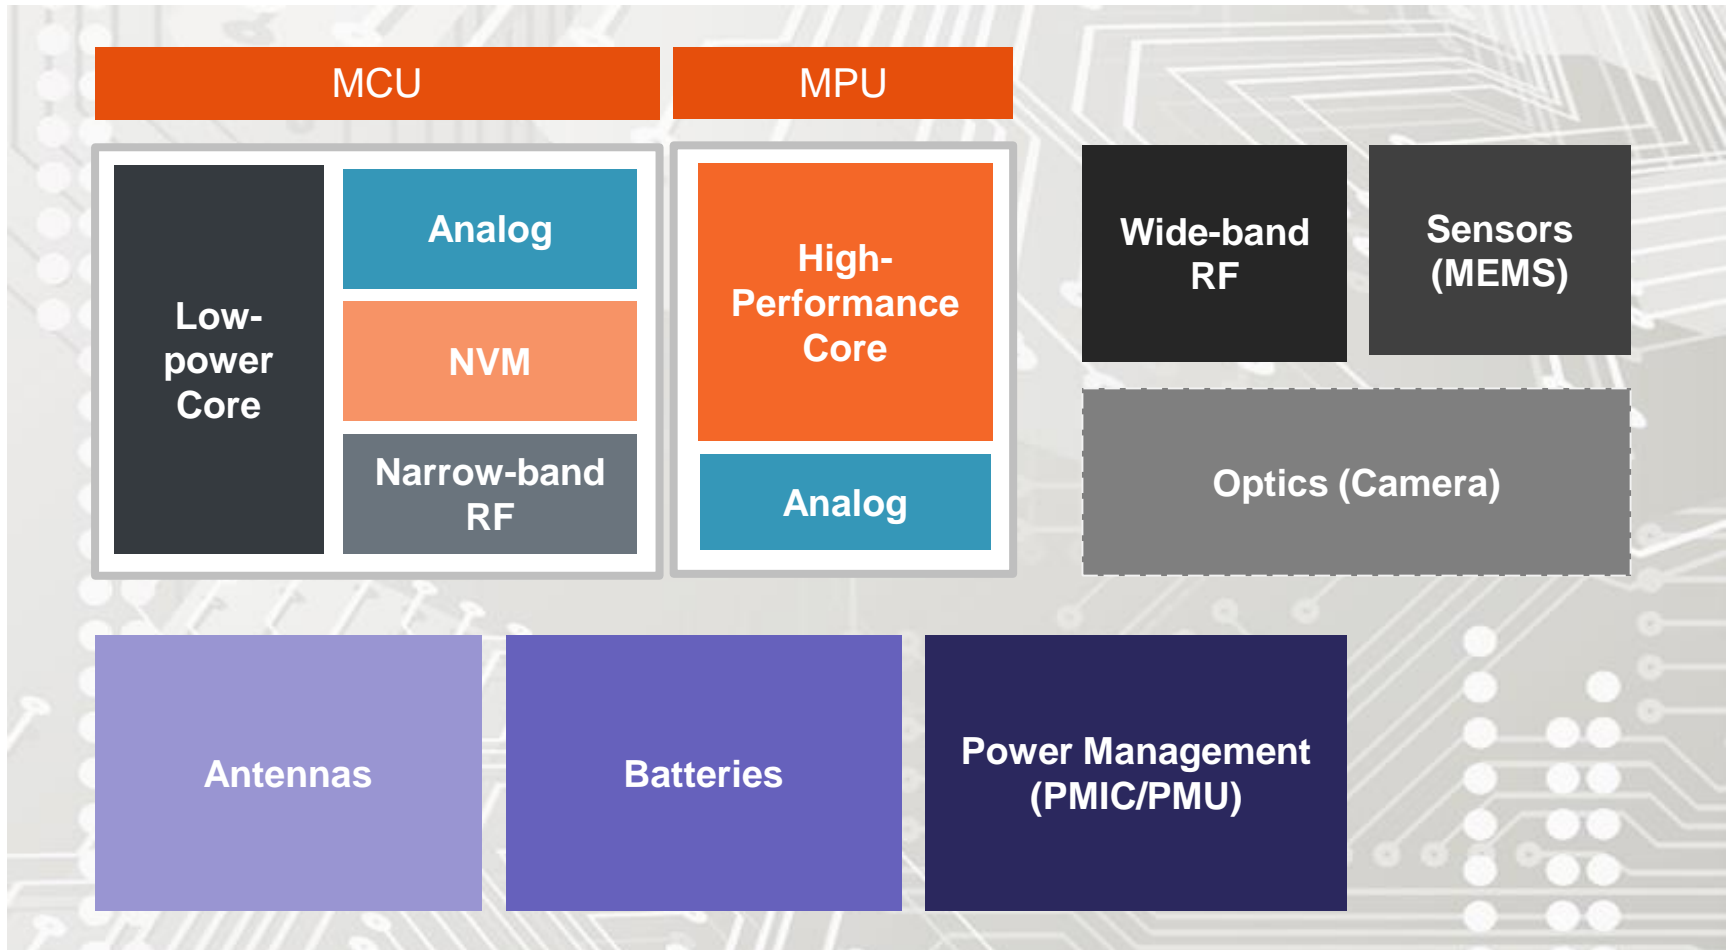 MCU
MPU
Low-
power
Core
Analog
NVM
Narrow-band
RF
High-
Performance
Core
Analog
Wide-band
RF
Sensors
(MEMS)
Optics (Camera)
Antennas
Batteries
Power Management
(PMIC/PMU)